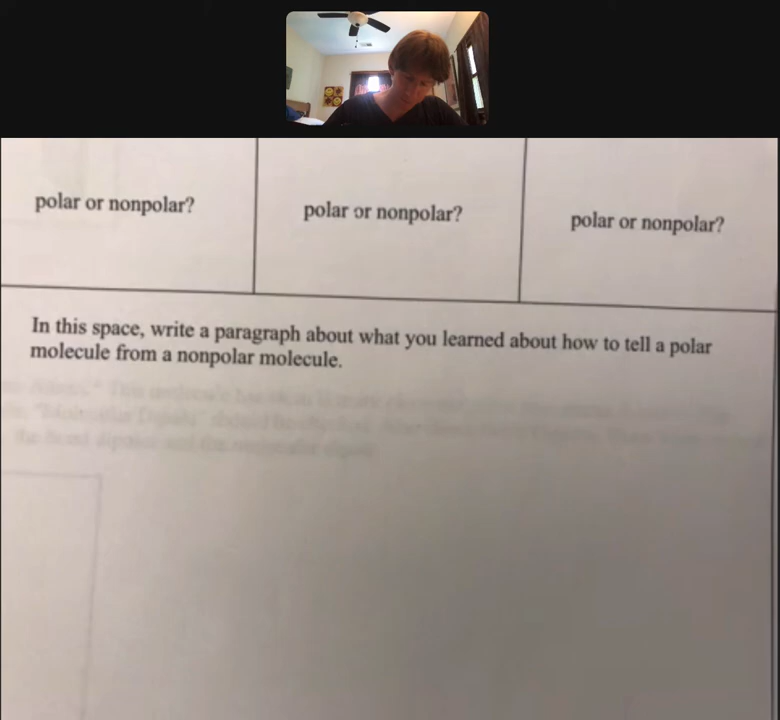 polar or nonpolar?
polar or nonpolar?
polar or nonpolar?
In this space, write a paragraph about what you learned about how to tell a polar
molecule from a nonpolar molecule.